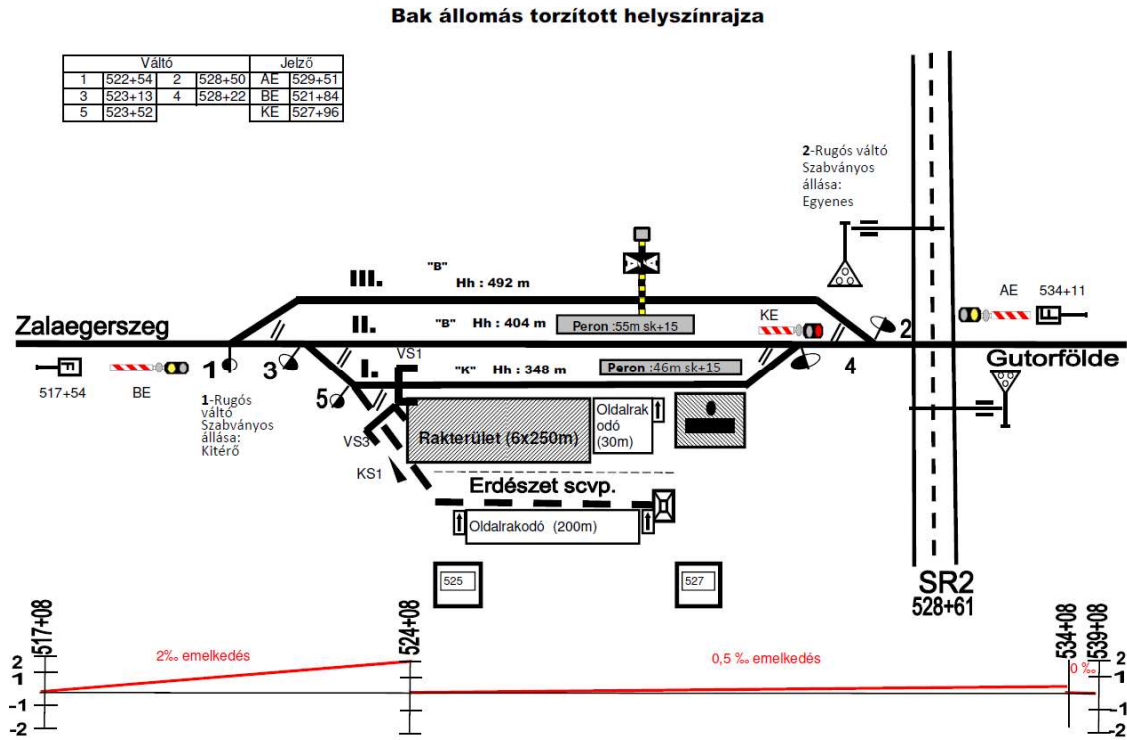 Bak állomás torzított helyszínrajza
Váltó Jelző
1 522+54 2 528+50 AE 529+51
3 523+13 4 528+22 BE 521+84
5 523+52 KE 527+96
2-Rugós váltó
Szabványos
állása:
Egyenes
III. "B" Hh : 492 m
Zalaegerszeg
II. "B" Hh : 404 m
Peron :55m sk+15
KE
2
AE 534+11
F
F
517+54
BE
1
3
I. VS1 "K" Hh : 348 m
Peron :46m sk+15
4
Gutorfölde
1-Rugós
váltó
Szabványos
állása:
Kitérő
5
VS3
KS1
Rakterület (6x250m)
Oldalrak
odó
(30m)
Erdészet scvp.
Oldalrakodó (200m)
525
527
SR2
528+61
517+08
524+08
534+08
539+08
2‰ emelkedés
0,5 ‰ emelkedés
0 ‰
2
1
-1
-2
2
1
-1
-2